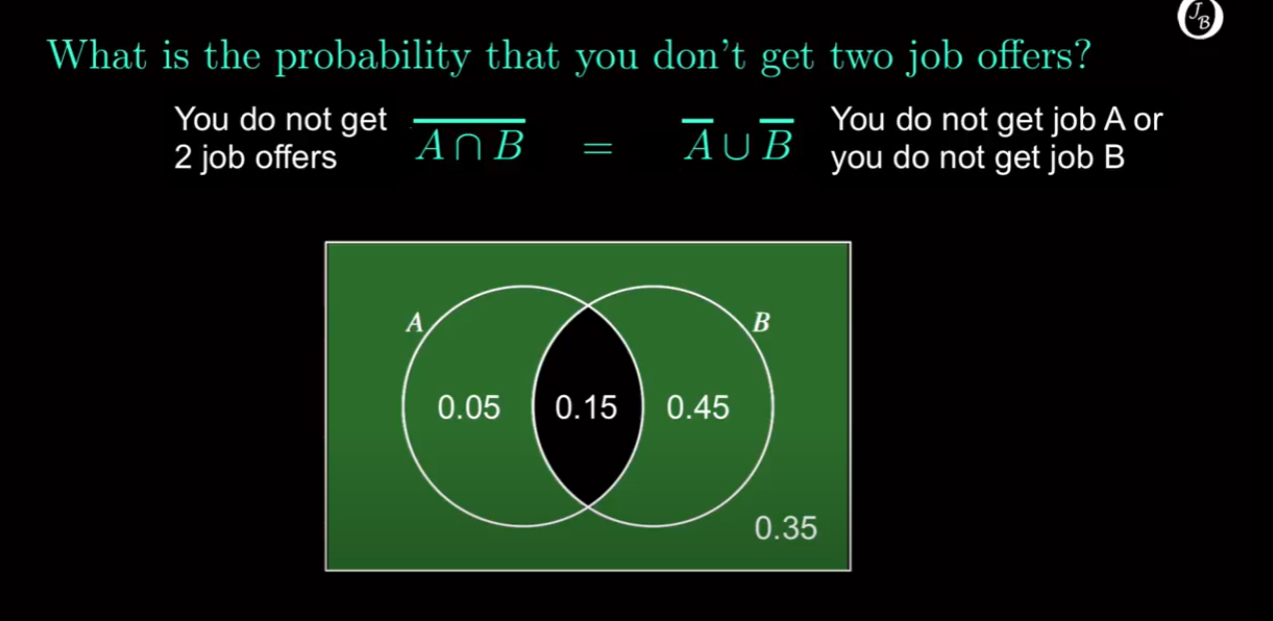 JB
What is the probability that you don't get two job offers?
You do not get
2 job offers
$\overline{A \cap B}$ = $\overline{A} \cup \overline{B}$
You do not get job A or
you do not get job B
A
B
0.05
0.15
0.45
0.35